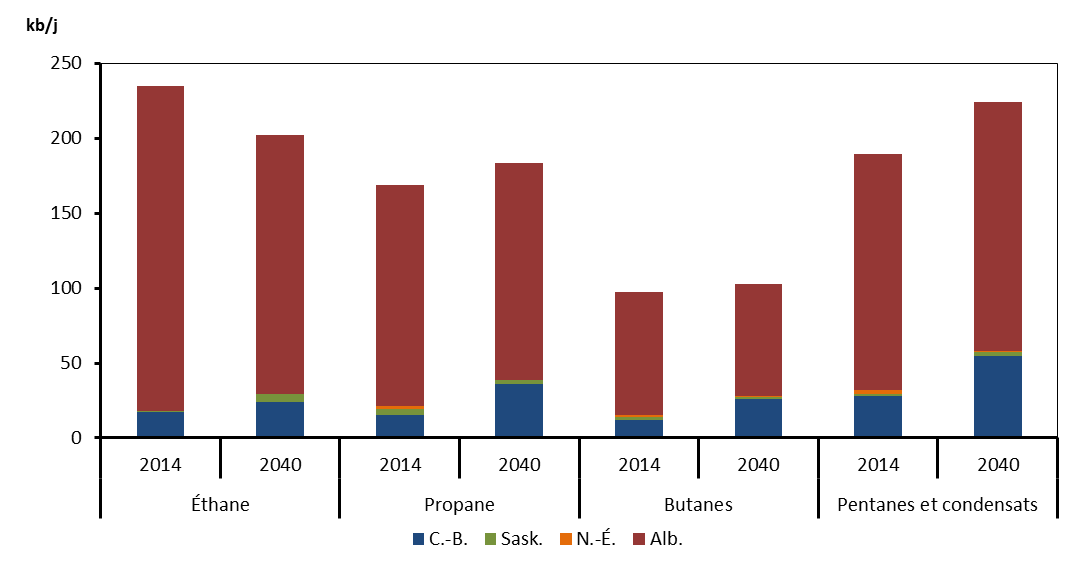 kb/j
250
200
150
100
50
0
2014 2040 2014 2040 2014 2040 2014 2040
Éthane Propane Butanes Pentanes et condensats
C.-B. Sask. N.-É. Alb.